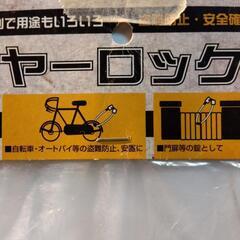 で用途もいろいろ
防止・安全確
ヤーロック
■自転車・オートバイ等の盗難防止、安全に
■門扉等の錠として